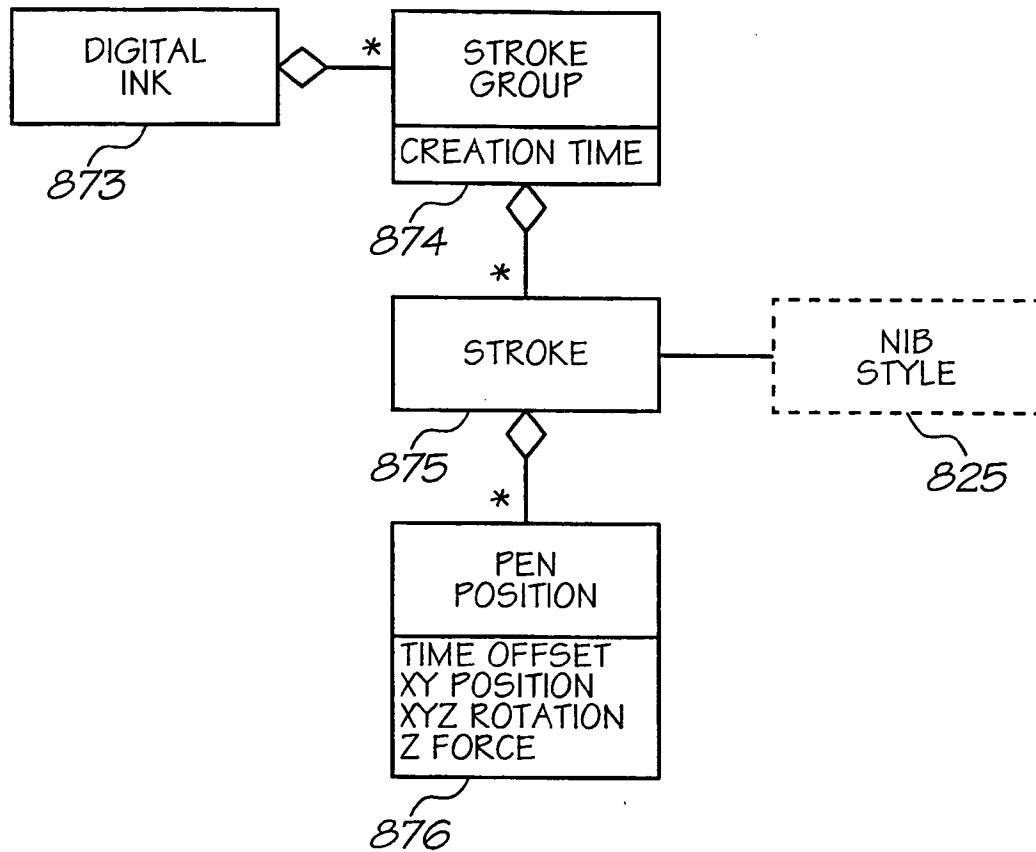 DIGITAL
INK
873
*
STROKE
GROUP
CREATION TIME
874
*
STROKE
875
NIB
STYLE
825
*
PEN
POSITION
TIME OFFSET
XY POSITION
XYZ ROTATION
Z FORCE
876